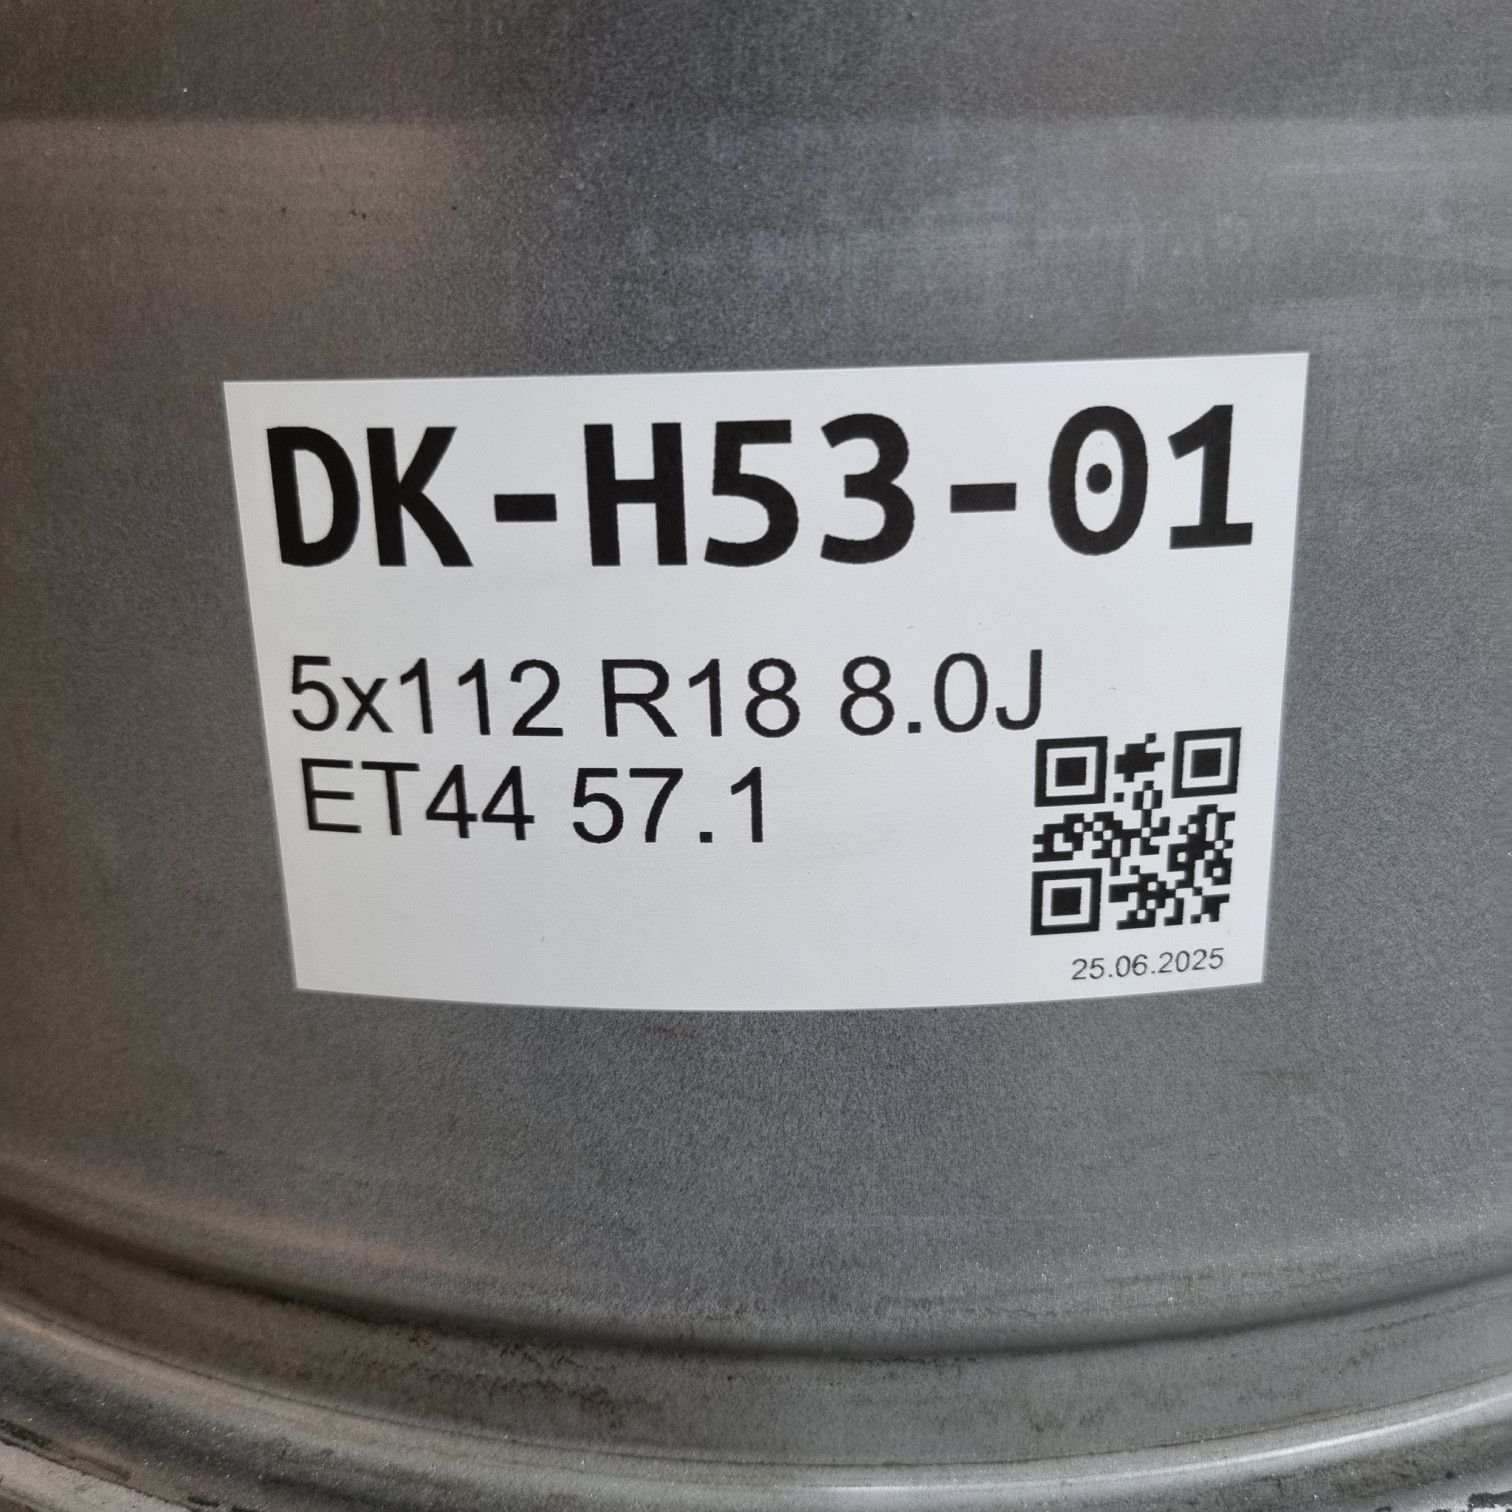 DK-H53-01
5x112 R18 8.0J
ET44 57.1
25.06.2025